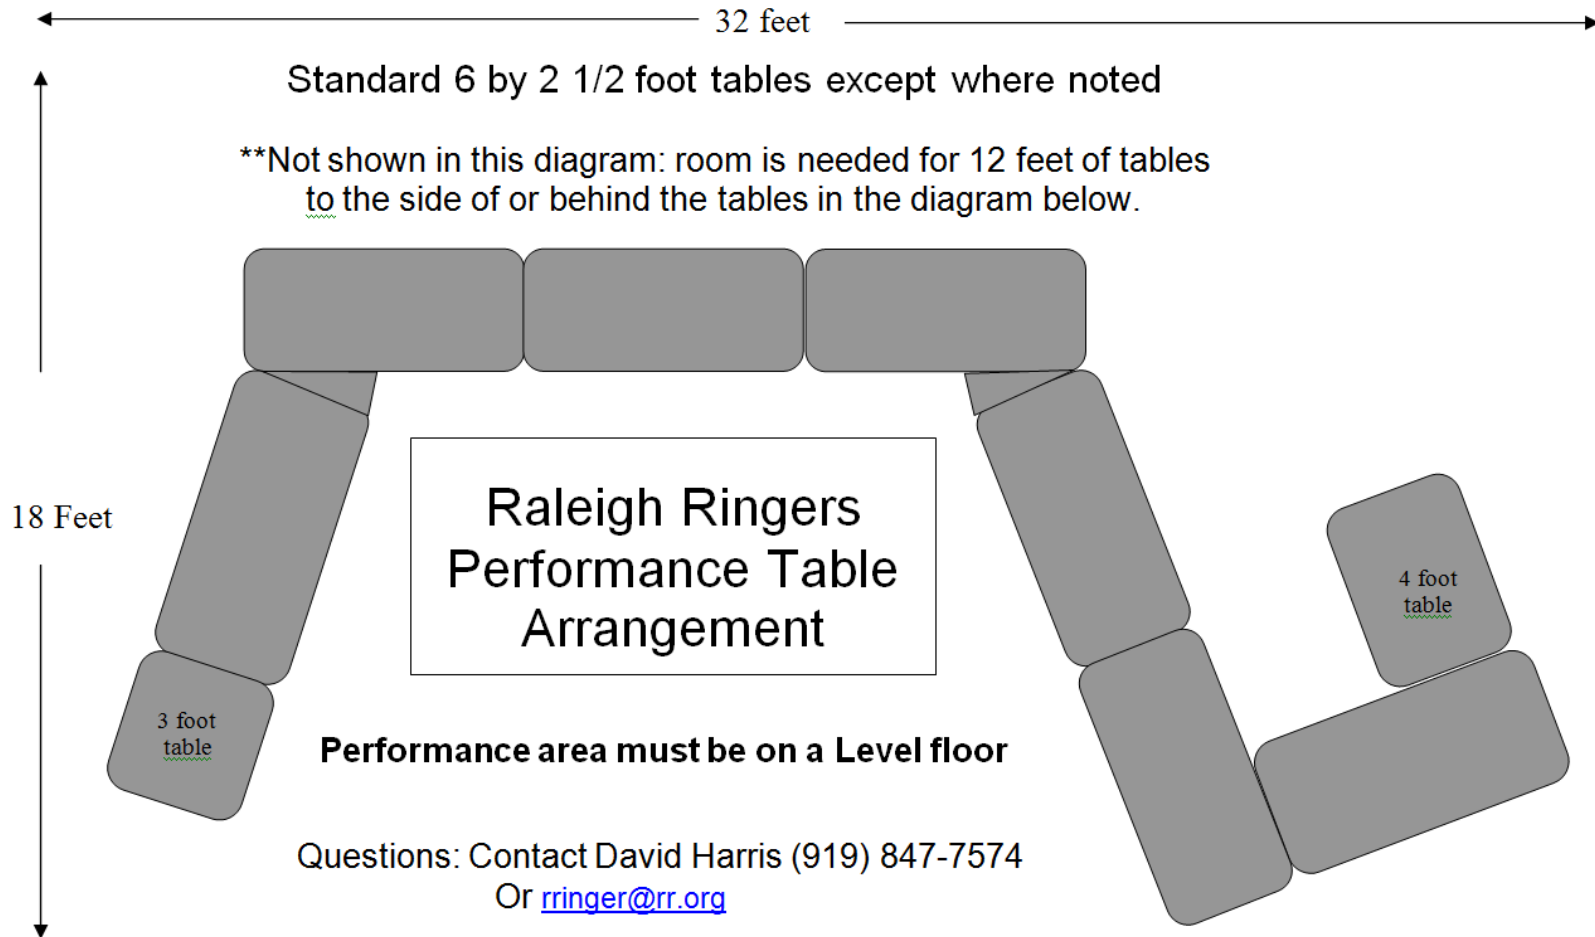 32 feet
Standard 6 by 2 1/2 foot tables except where noted
**Not shown in this diagram: room is needed for 12 feet of tables
to the side of or behind the tables in the diagram below.
18 Feet
Raleigh Ringers
Performance Table
Arrangement
4 foot
table
3 foot
table
Performance area must be on a Level floor
Questions: Contact David Harris (919) 847-7574
Or rringer@rr.org